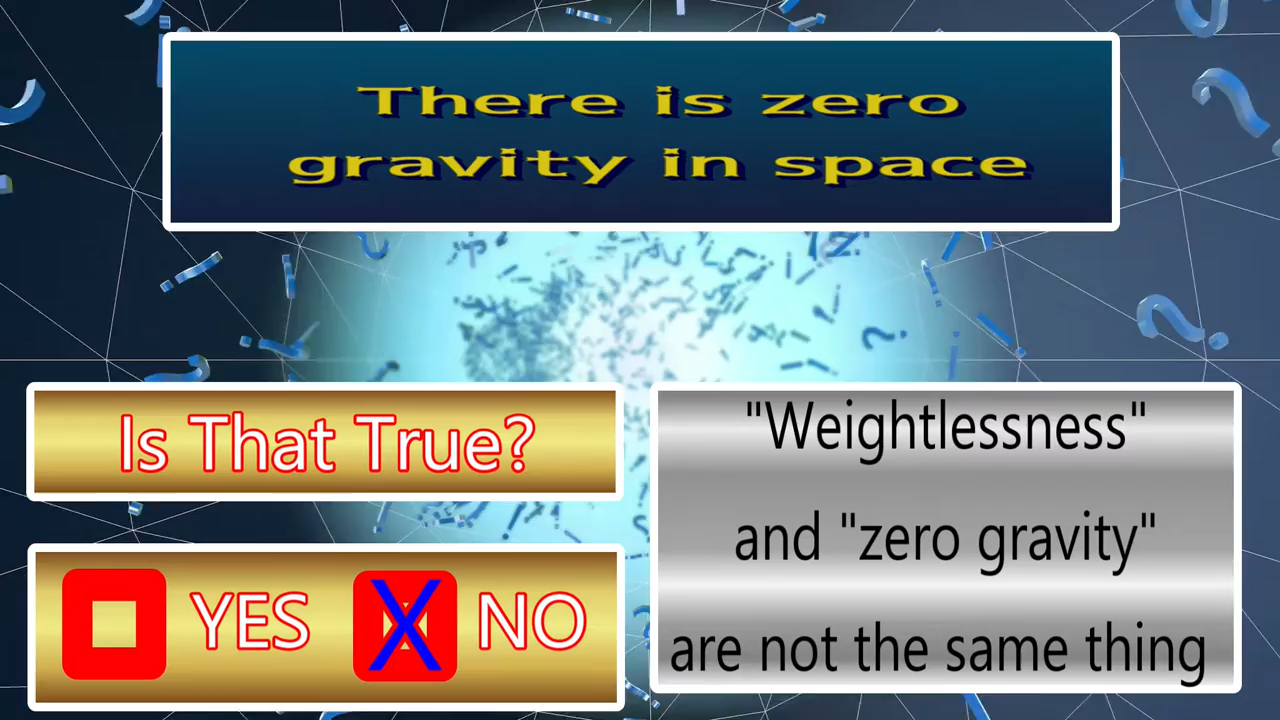 There is zero
gravity in space
Is That True?
YES X NO
"Weightlessness"
and "zero gravity"
are not the same thing